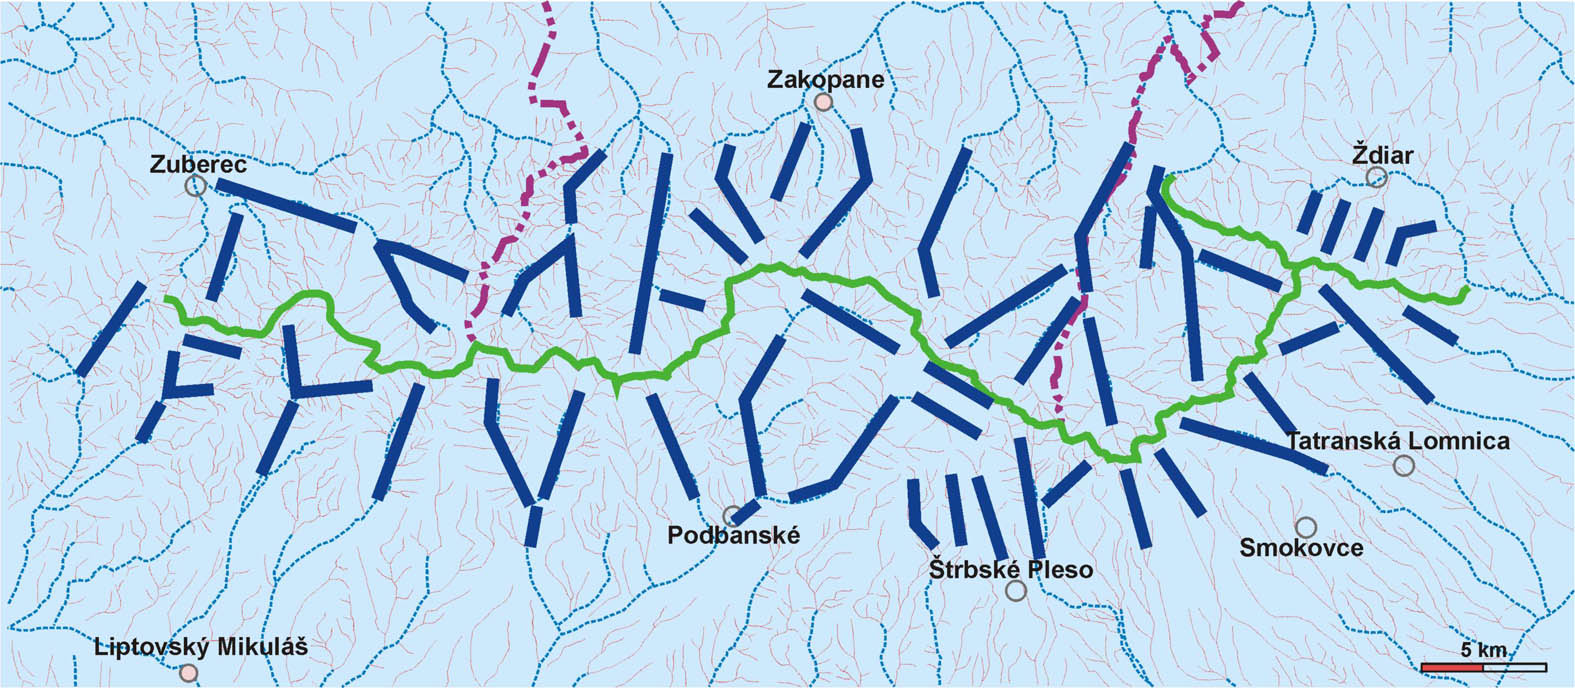 Zakopane
Zuberec
Ždiar
Tatranská Lomnica
Podbanské
Smokovce
Štrbské Pleso
Liptovský Mikuláš
5 km